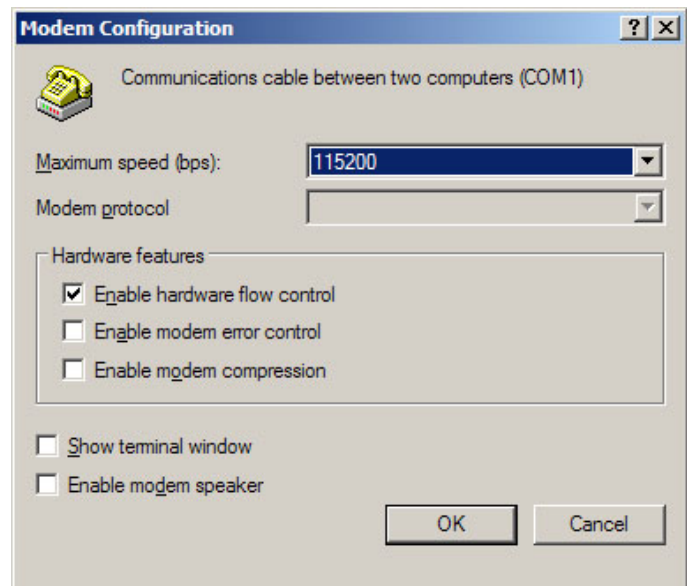 Modem Configuration
Communications cable between two computers (COM1)
Maximum speed (bps): 115200
Modem protocol
Hardware features
Enable hardware flow control
Enable modem error control
Enable modem compression
Show terminal window
Enable modem speaker
OK Cancel